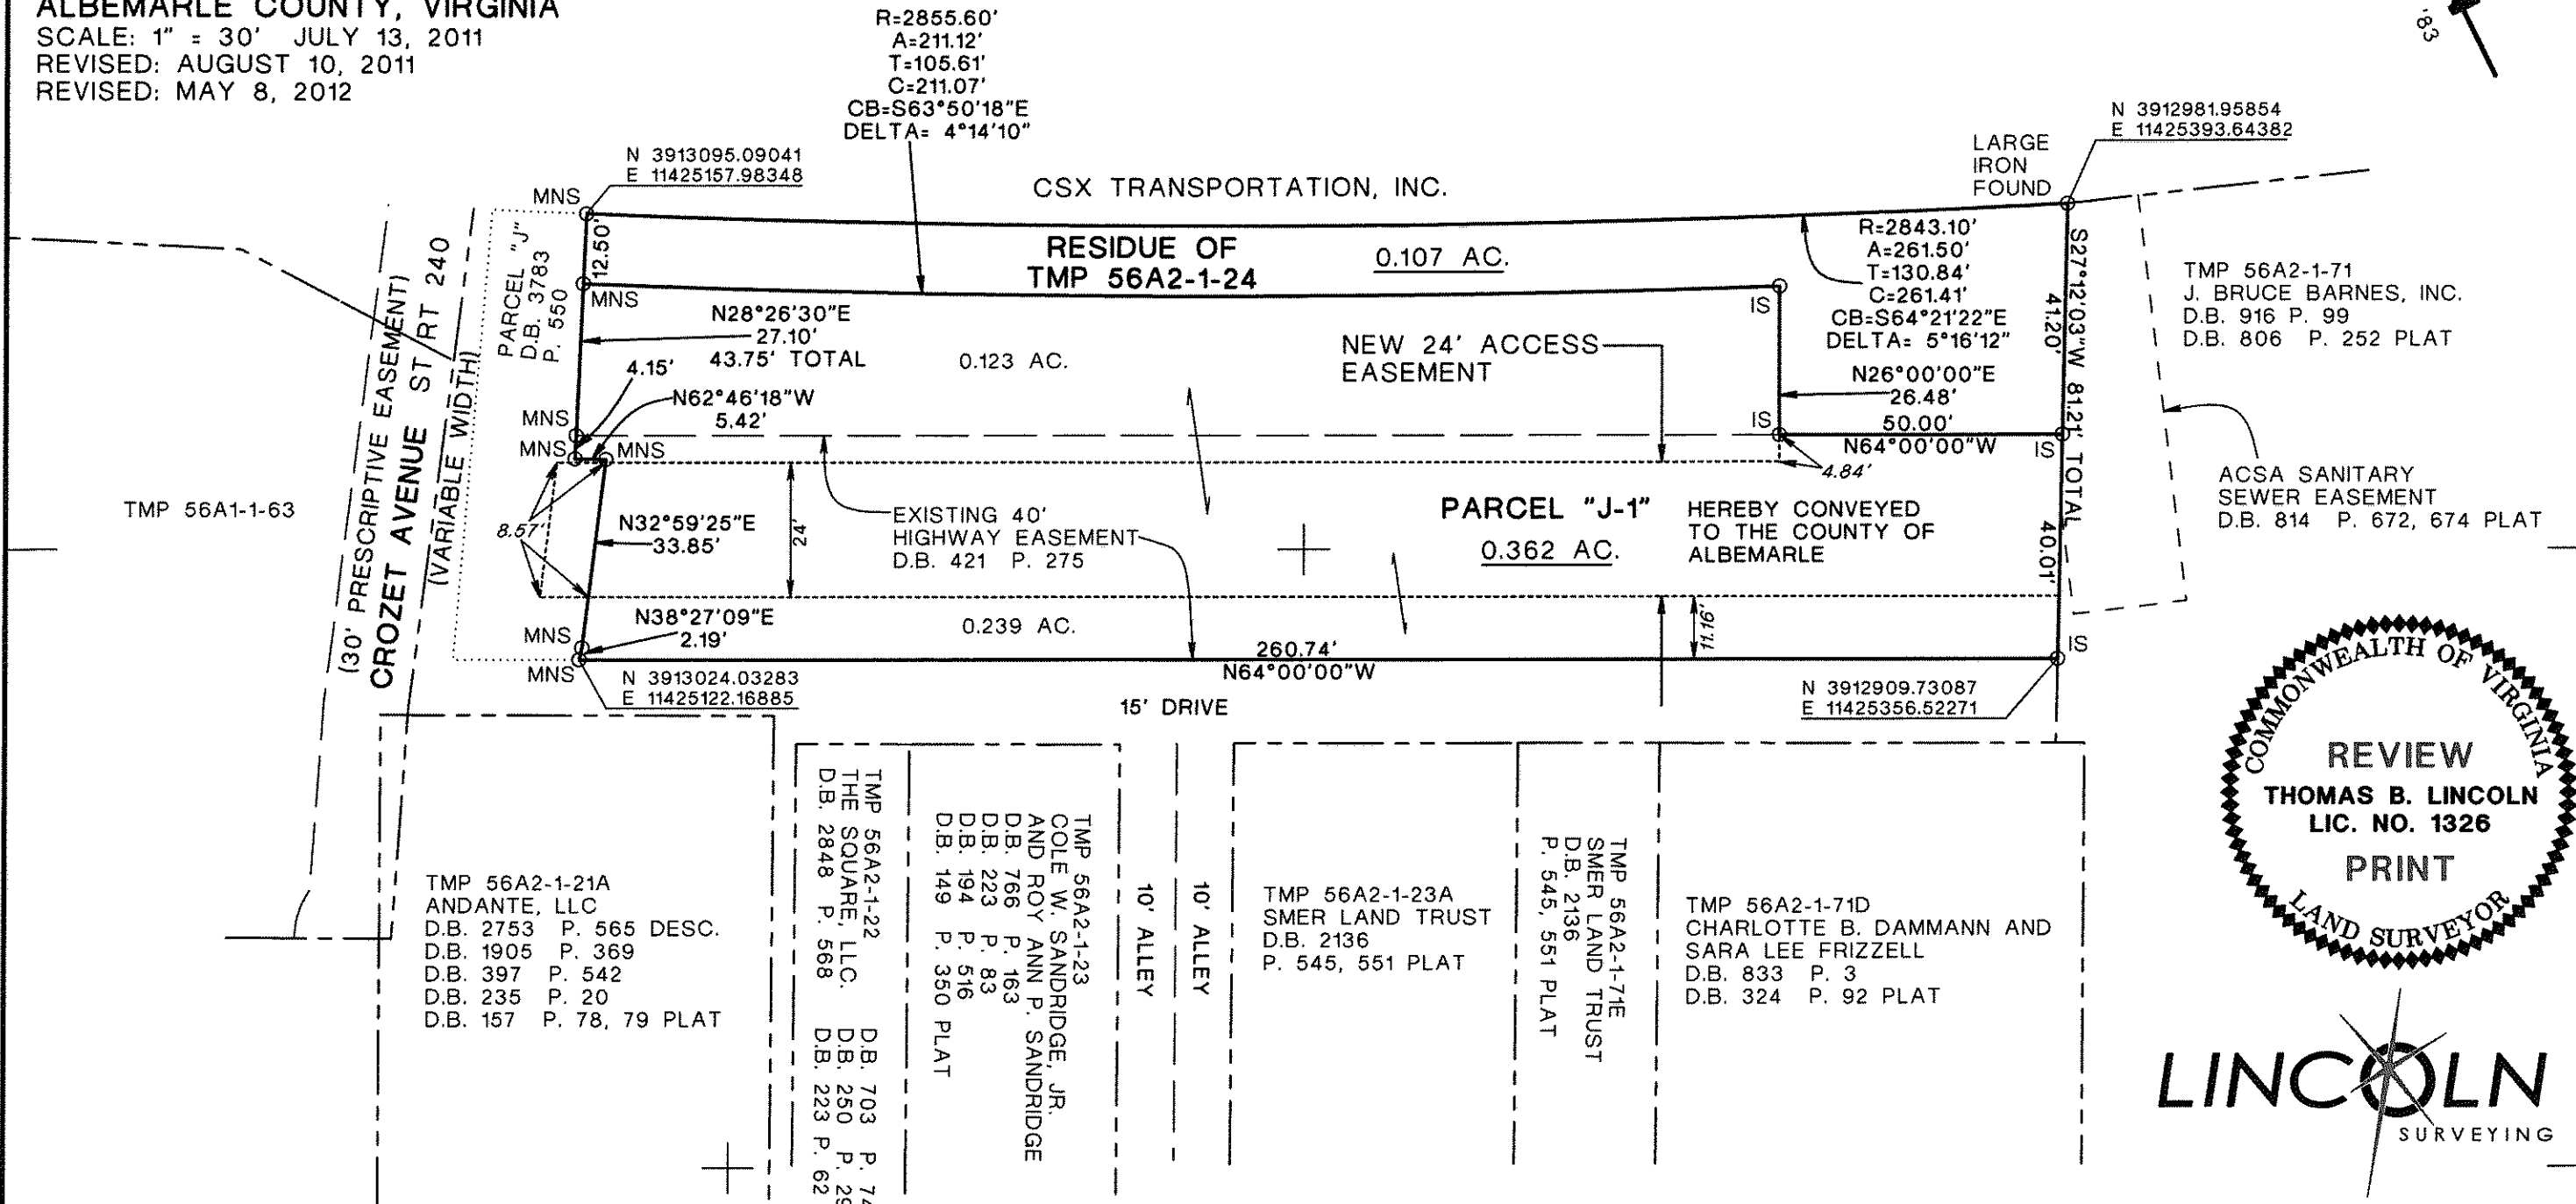 ALBEMARLE COUNTY, VIRGINIA
SCALE: 1" = 30' JULY 13, 2011
REVISED: AUGUST 10, 2011
REVISED: MAY 8, 2012
R=2855.60'
A=211.12'
T=105.61'
C=211.07'
CB=S63°50'18"E
DELTA= 4°14'10"
'83
N 3912981.95854
E 11425393.64382
LARGE
IRON
FOUND
N 3913095.09041
E 11425157.98348
MNS
CSX TRANSPORTATION, INC.
PARCEL "J"
D.B. 3783
P. 550
12.50'
MNS
RESIDUE OF
TMP 56A2-1-24
0.107 AC.
R=2843.10'
A=261.50'
T=130.84'
C=261.41'
CB=S64°21'22"E
DELTA= 5°16'12"
S27°12'03"W 81.21' TOTAL
41.20'
40.01'
TMP 56A2-1-71
J. BRUCE BARNES, INC.
D.B. 916 P. 99
D.B. 806 P. 252 PLAT
N28°26'30"E
27.10'
43.75' TOTAL
0.123 AC.
NEW 24' ACCESS
EASEMENT
IS
N26°00'00"E
26.48'
50.00'
N64°00'00"W
IS
IS
4.84'
4.15'
N62°46'18"W
5.42'
MNS
MNS
MNS
(30' PRESCRIPTIVE EASEMENT)
CROZET AVENUE ST RT 240
(VARIABLE WIDTH)
TMP 56A1-1-63
8.57'
N32°59'25"E
33.85'
24'
EXISTING 40'
HIGHWAY EASEMENT
D.B. 421 P. 275
PARCEL "J-1"
0.362 AC.
HEREBY CONVEYED
TO THE COUNTY OF
ALBEMARLE
ACSA SANITARY
SEWER EASEMENT
D.B. 814 P. 672, 674 PLAT
N38°27'09"E
2.19'
MNS
MNS
0.239 AC.
11.16'
260.74'
N64°00'00"W
IS
N 3913024.03283
E 11425122.16885
15' DRIVE
N 3912909.73087
E 11425356.52271
TMP 56A2-1-21A
ANDANTE, LLC
D.B. 2753 P. 565 DESC.
D.B. 1905 P. 369
D.B. 397 P. 542
D.B. 235 P. 20
D.B. 157 P. 78, 79 PLAT
TMP 56A2-1-22
THE SQUARE, LLC.
D.B. 2848 P. 568
D.B. 703 P. 74
D.B. 250 P. 29
D.B. 223 P. 62
TMP 56A2-1-23
COLE W. SANDRIDGE, JR.
AND ROY ANN P. SANDRIDGE
D.B. 766 P. 163
D.B. 223 P. 83
D.B. 194 P. 516
D.B. 149 P. 350 PLAT
10' ALLEY
10' ALLEY
TMP 56A2-1-23A
SMER LAND TRUST
D.B. 2136
P. 545, 551 PLAT
TMP 56A2-1-71E
SMER LAND TRUST
D.B. 2136
P. 545, 551 PLAT
TMP 56A2-1-71D
CHARLOTTE B. DAMMANN AND
SARA LEE FRIZZELL
D.B. 833 P. 3
D.B. 324 P. 92 PLAT
COMMONWEALTH OF VIRGINIA
REVIEW
THOMAS B. LINCOLN
LIC. NO. 1326
PRINT
LAND SURVEYOR
LINCOLN
SURVEYING